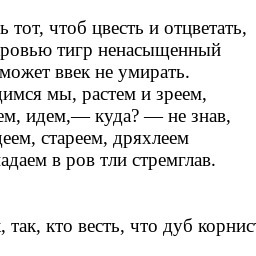 ь тот, чтоб цвесть и отцветать,
ровью тигр ненасыщенный
может ввек не умирать.
димся мы, растем и зреем,
ем, идем,— куда? — не знав,
цеем, стареем, дряхлеем
адаем в ров тли стремглав.
, так, кто весть, что дуб корнист